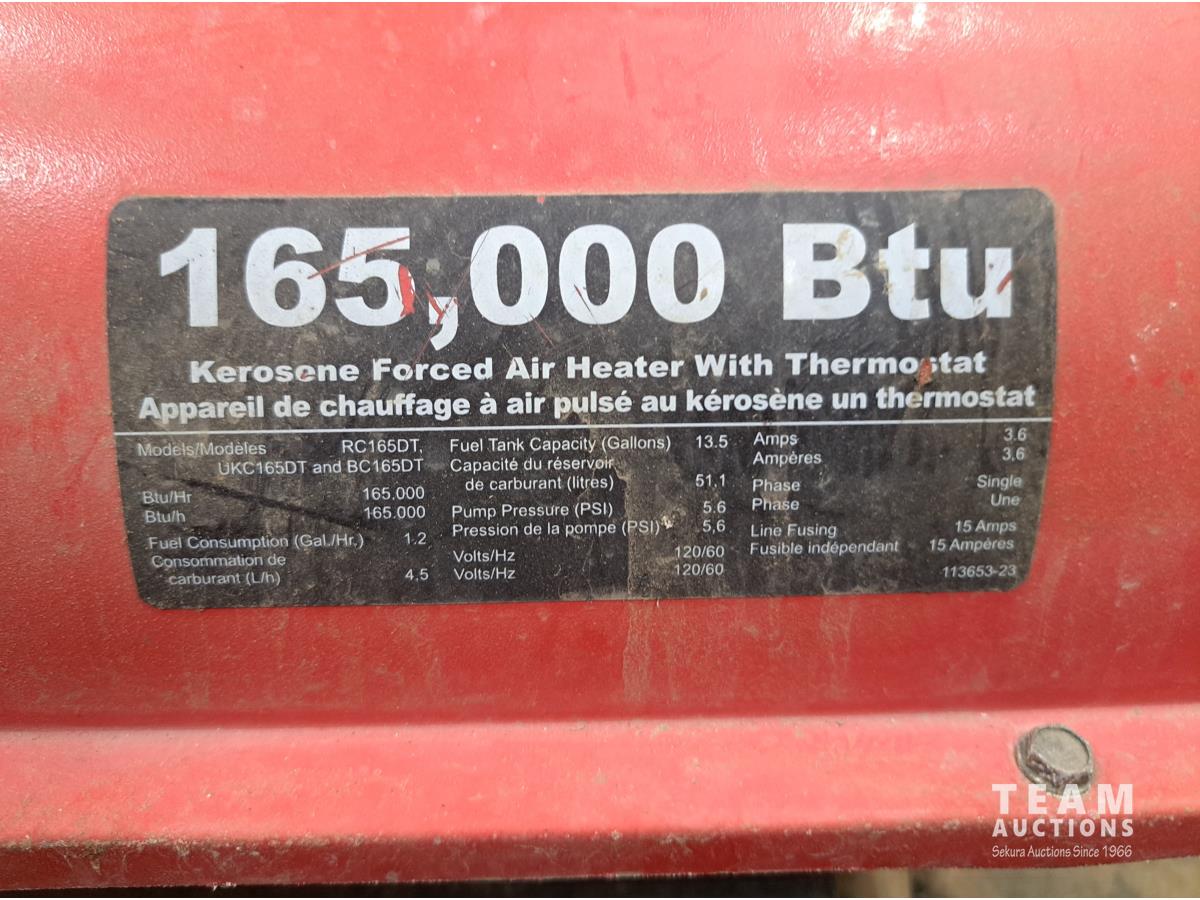 165,000 Btu
Kerosene Forced Air Heater With Thermostat
Appareil de chauffage à air pulsé au kérosène un thermostat
Models/Modèles RC165DT,
UKC165DT and BC165DT
Btu/Hr 165.000
Btu/h 165.000
Fuel Consumption (Gal./Hr.) 1.2
Consommation de
carburant (L/h) 4,5
Fuel Tank Capacity (Gallons) 13.5
Capacité du réservoir
de carburant (litres) 51,1
Pump Pressure (PSI) 5.6
Pression de la pompe (PSI) 5,6
Volts/Hz 120/60
Volts/Hz 120/60
Amps 3.6
Ampères 3,6
Phase Single
Phase Une
Line Fusing 15 Amps
Fusible indépendant 15 Ampères
113653-23
TEAM
AUCTIONS
Sekura Auctions Since 1966